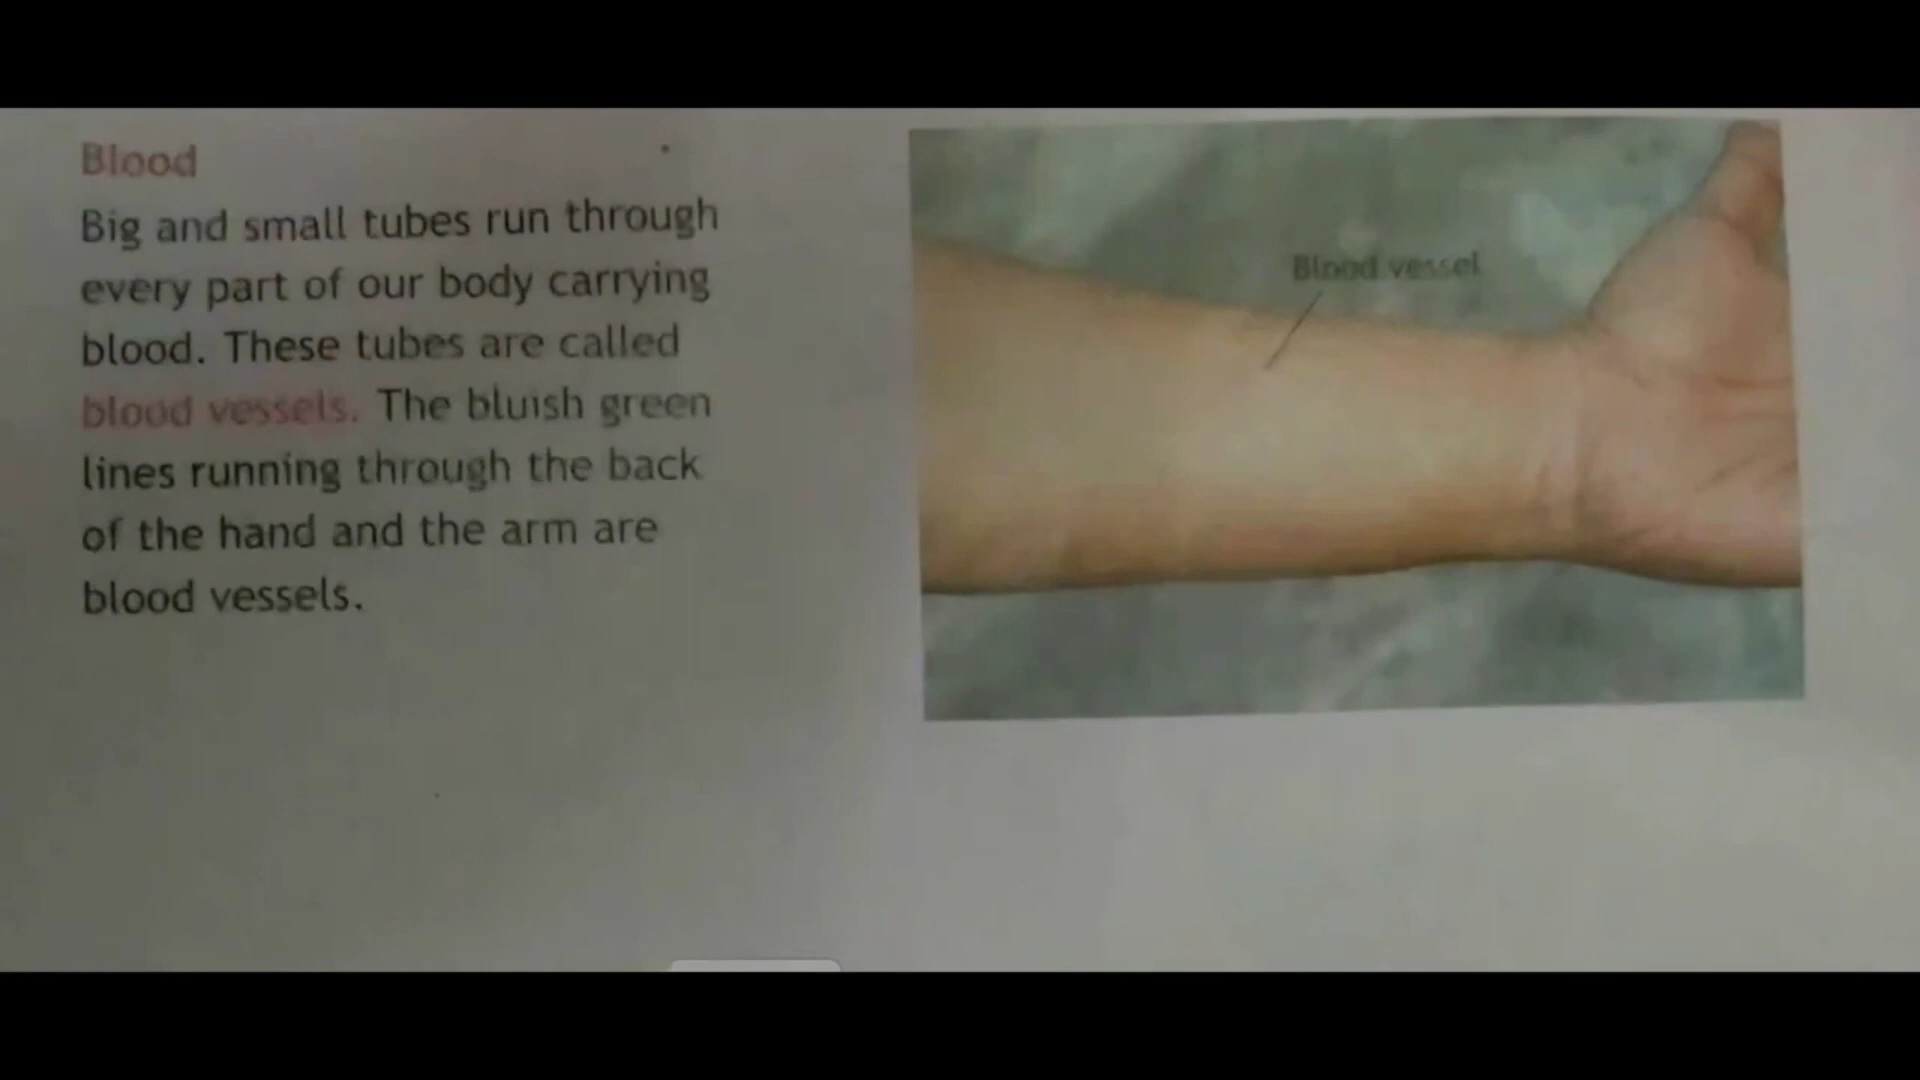 Blood
Big and small tubes run through
every part of our body carrying
blood. These tubes are called
blood vessels. The bluish green
lines running through the back
of the hand and the arm are
blood vessels.
Blood vessel